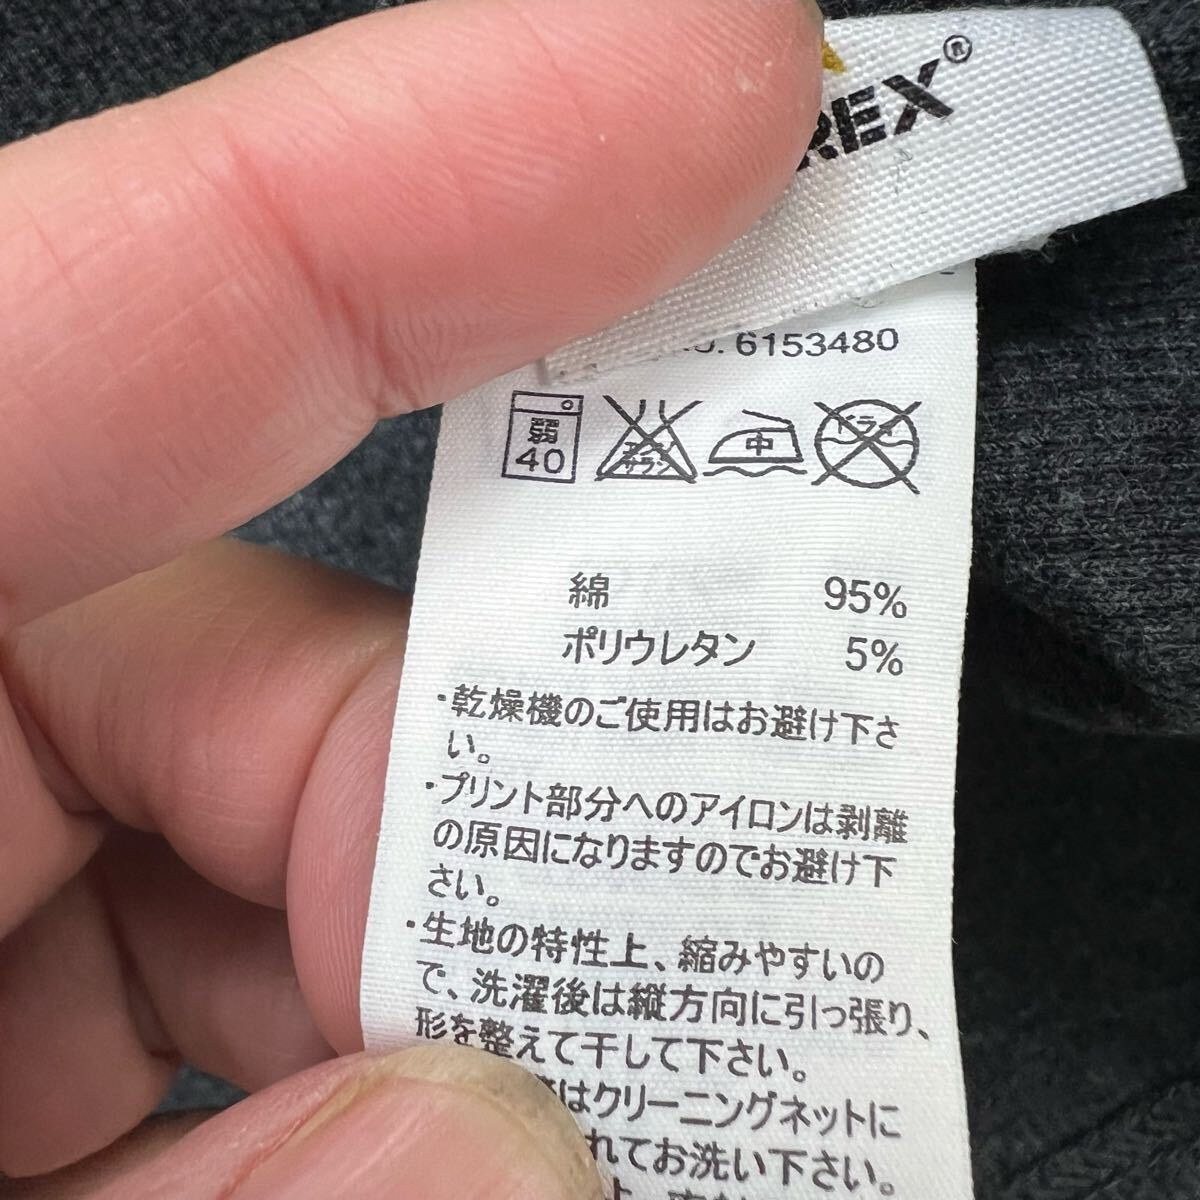 REX®
6153480
弱 中 ドライ
40 エンソ
サラシ
綿 95%
ポリウレタン 5%
・乾燥機のご使用はお避け下さ
い。
・プリント部分へのアイロンは剥離
の原因になりますのでお避け下
さい。
・生地の特性上、縮みやすいの
で、洗濯後は縦方向に引っ張り、
形を整えて干して下さい。
はクリーニングネットに
れてお洗い下さい。